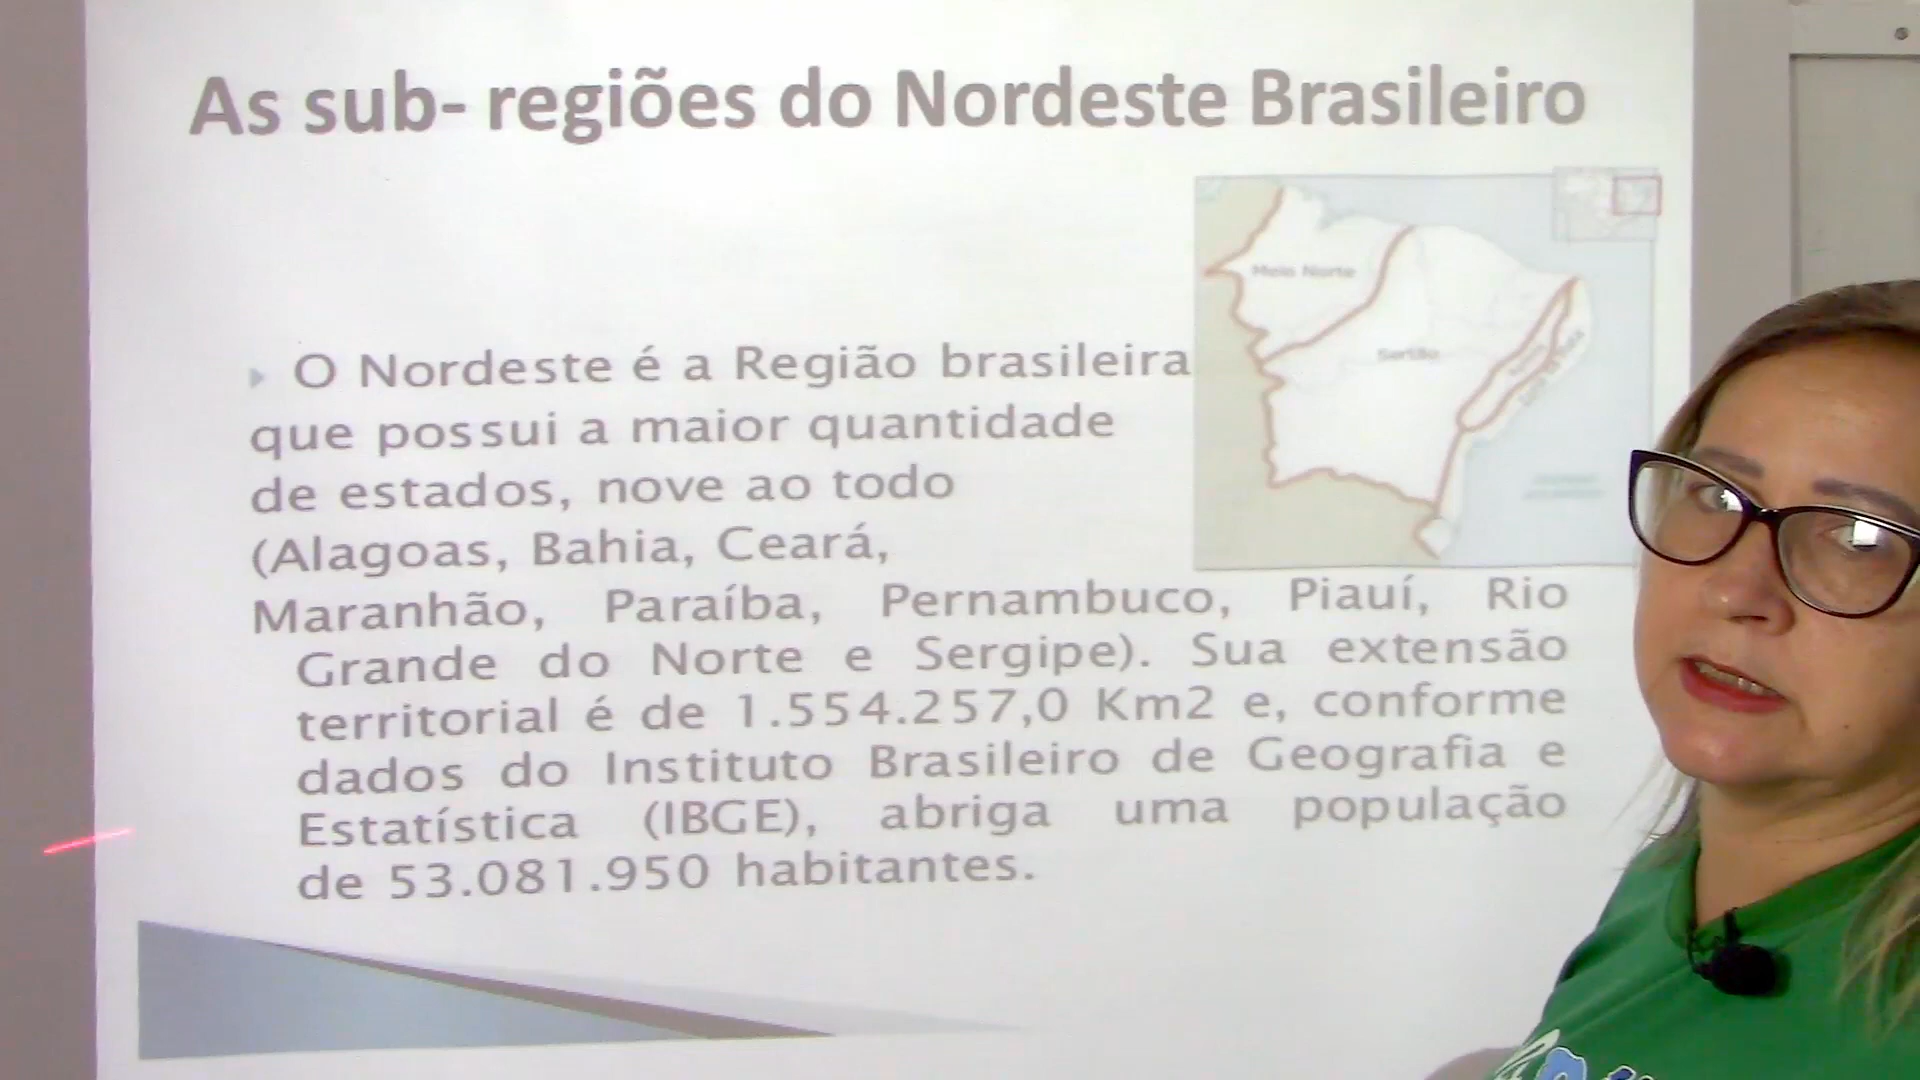 As sub- regiões do Nordeste Brasileiro
Meio Norte
Sertão
O Nordeste é a Região brasileira
que possui a maior quantidade
de estados, nove ao todo
(Alagoas, Bahia, Ceará,
Maranhão, Paraíba, Pernambuco, Piauí, Rio
Grande do Norte e Sergipe). Sua extensão
territorial é de 1.554.257,0 Km2 e, conforme
dados do Instituto Brasileiro de Geografia e
Estatística (IBGE), abriga uma população
de 53.081.950 habitantes.